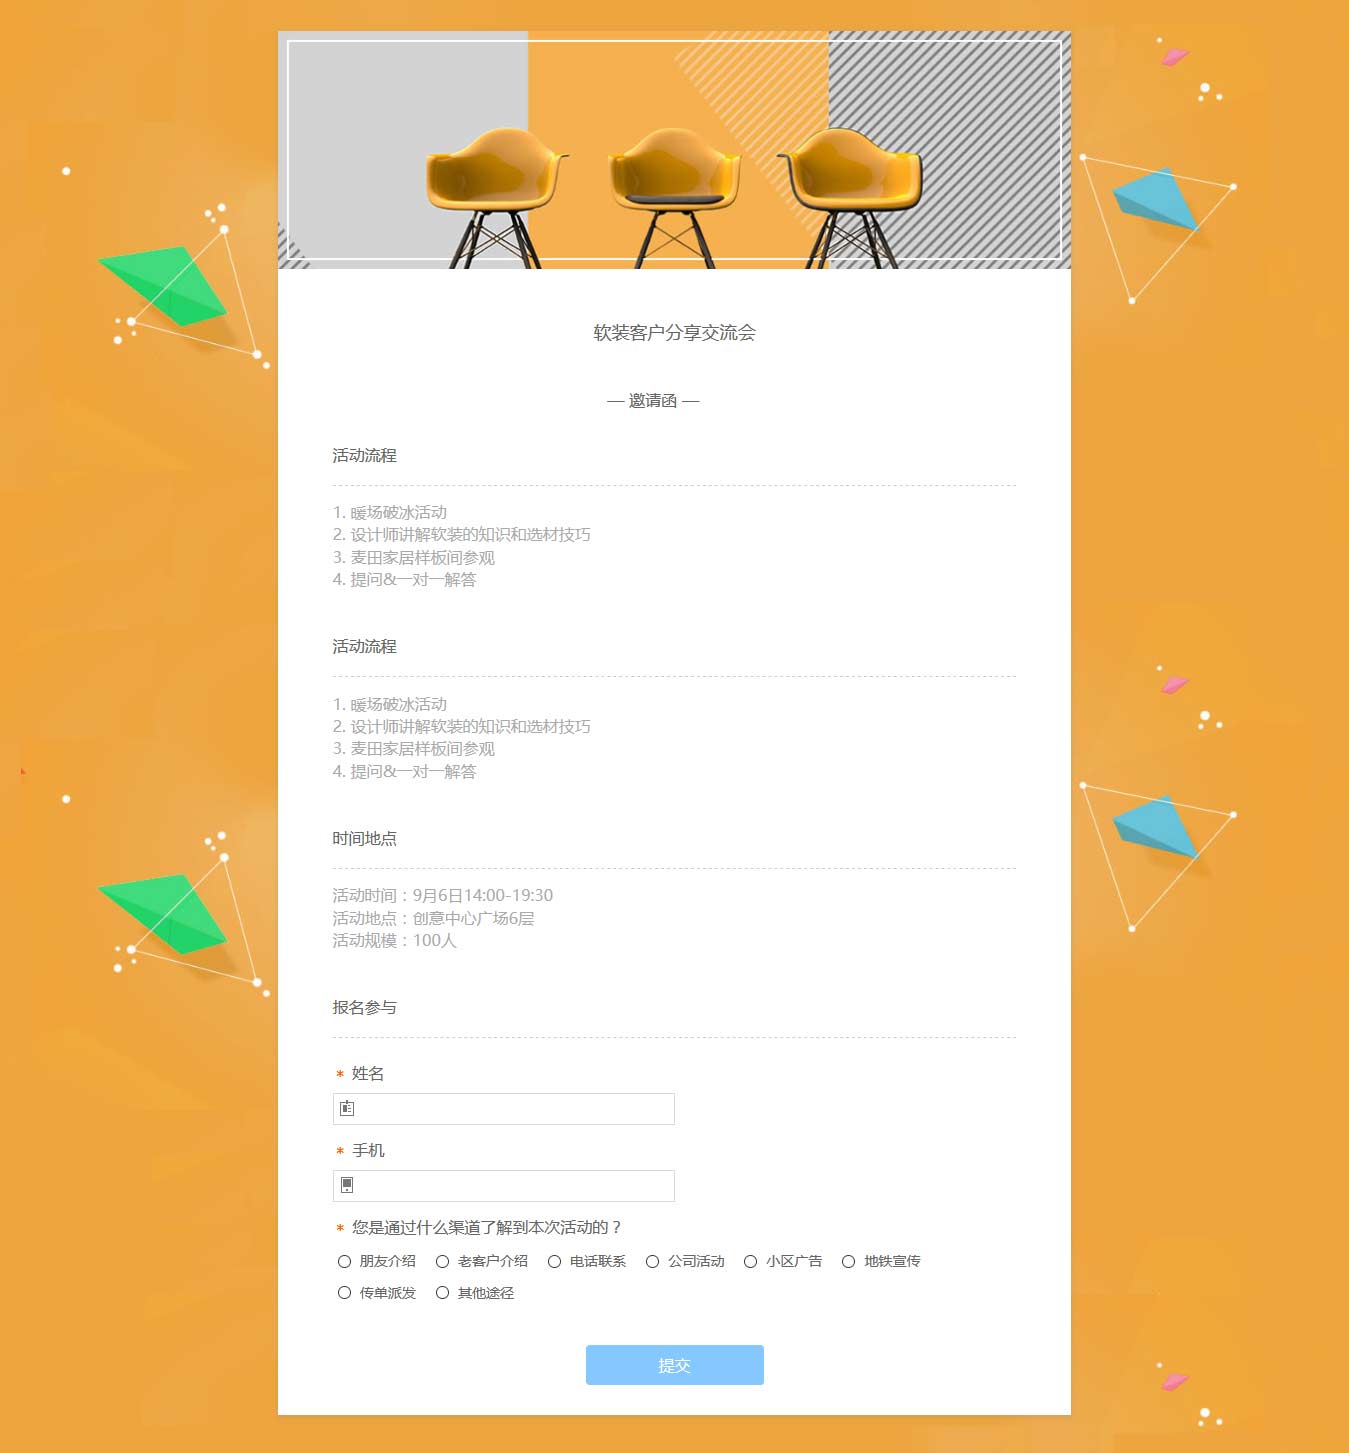 软装客户分享交流会
— 邀请函 —
活动流程
1. 暖场破冰活动
2. 设计师讲解软装的知识和选材技巧
3. 麦田家居样板间参观
4. 提问&一对一解答
活动流程
1. 暖场破冰活动
2. 设计师讲解软装的知识和选材技巧
3. 麦田家居样板间参观
4. 提问&一对一解答
时间地点
活动时间：9月6日14:00-19:30
活动地点：创意中心广场6层
活动规模：100人
报名参与
* 姓名
* 手机
* 您是通过什么渠道了解到本次活动的？
朋友介绍 老客户介绍 电话联系 公司活动 小区广告 地铁宣传
传单派发 其他途径
提交